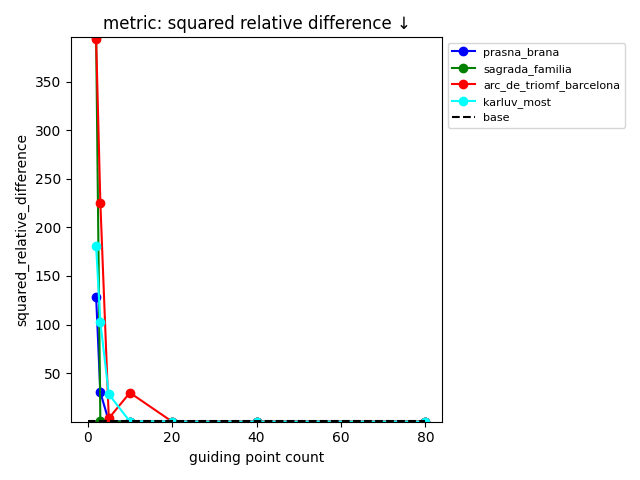 metric: squared relative difference ↓
prasna_brana
sagrada_familia
arc_de_triomf_barcelona
karluv_most
base
squared_relative_difference
350
300
250
200
150
100
50
0 20 40 60 80
guiding point count